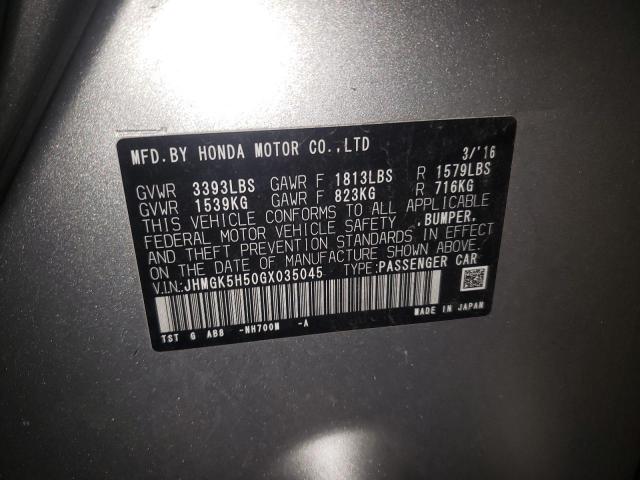 MFD.BY HONDA MOTOR CO.,LTD 3/'16
GVWR 3393LBS GAWR F 1813LBS R 1579LBS
GVWR 1539KG GAWR F 823KG R 716KG
THIS VEHICLE CONFORMS TO ALL APPLICABLE
FEDERAL MOTOR VEHICLE SAFETY ,BUMPER,
AND THEFT PREVENTION STANDARDS IN EFFECT
ON THE DATE OF MANUFACTURE SHOWN ABOVE.
V.I.N:JHMGK5H50GX035045 TYPE:PASSENGER CAR
TST G AB8 -NH700M -A MADE IN JAPAN